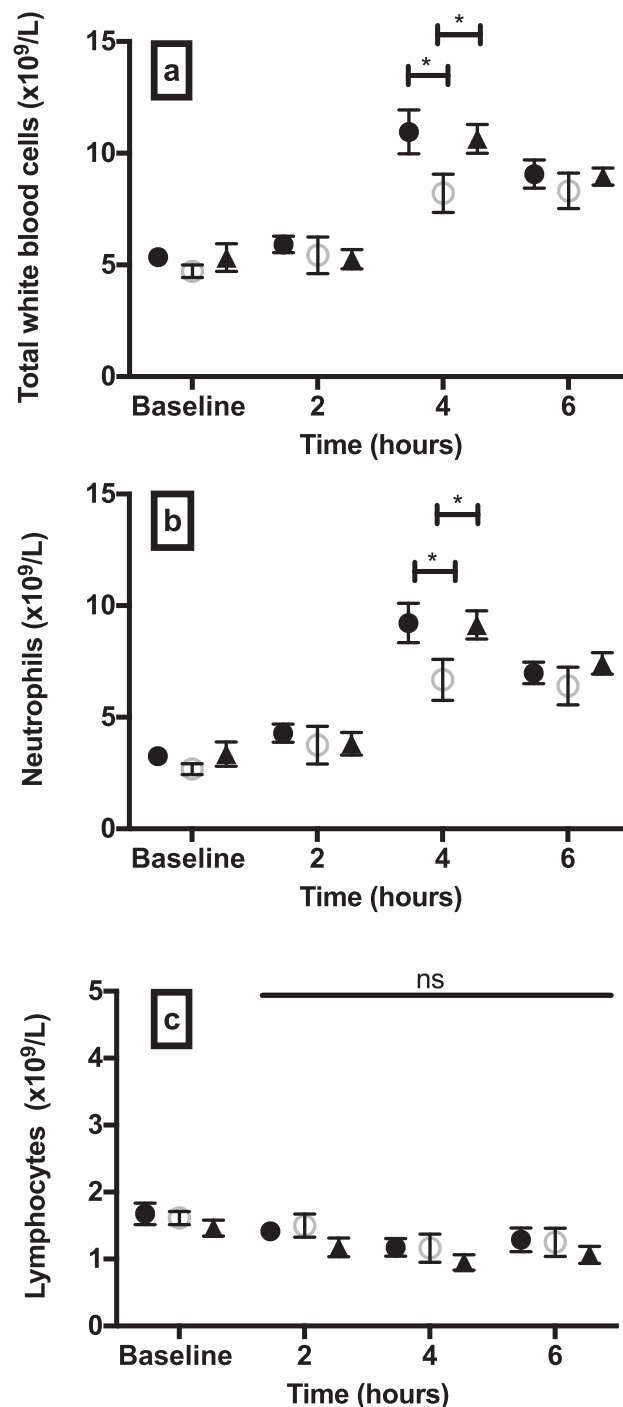 Total white blood cells (x10⁹/L)
15
10
5
0
a
*
*
Baseline 2 4 6
Time (hours)
Neutrophils (x10⁹/L)
15
10
5
0
b
*
*
Baseline 2 4 6
Time (hours)
Lymphocytes (x10⁹/L)
5
4
3
2
1
0
c
ns
Baseline 2 4 6
Time (hours)